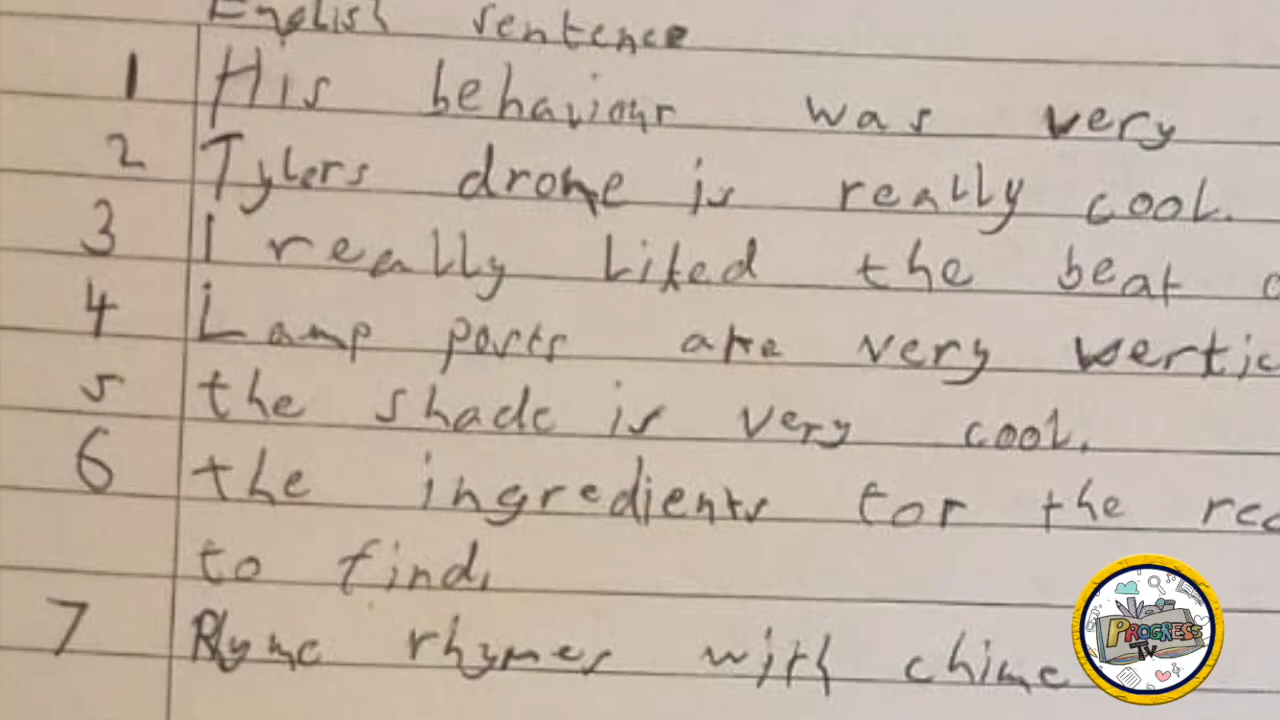 English sentence
1 His behaviour was very
2 Tylers drone is really cool.
3 I really liked the beat
4 Lamp posts are very
5 the shade is very cool.
6 the ingredients for the
to find.
7 Ryme rhymes with chime
PROGRESS
TV